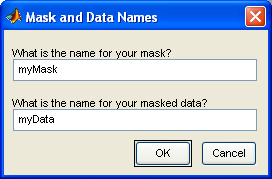 Mask and Data Names
What is the name for your mask?
myMask
What is the name for your masked data?
myData
OK
Cancel